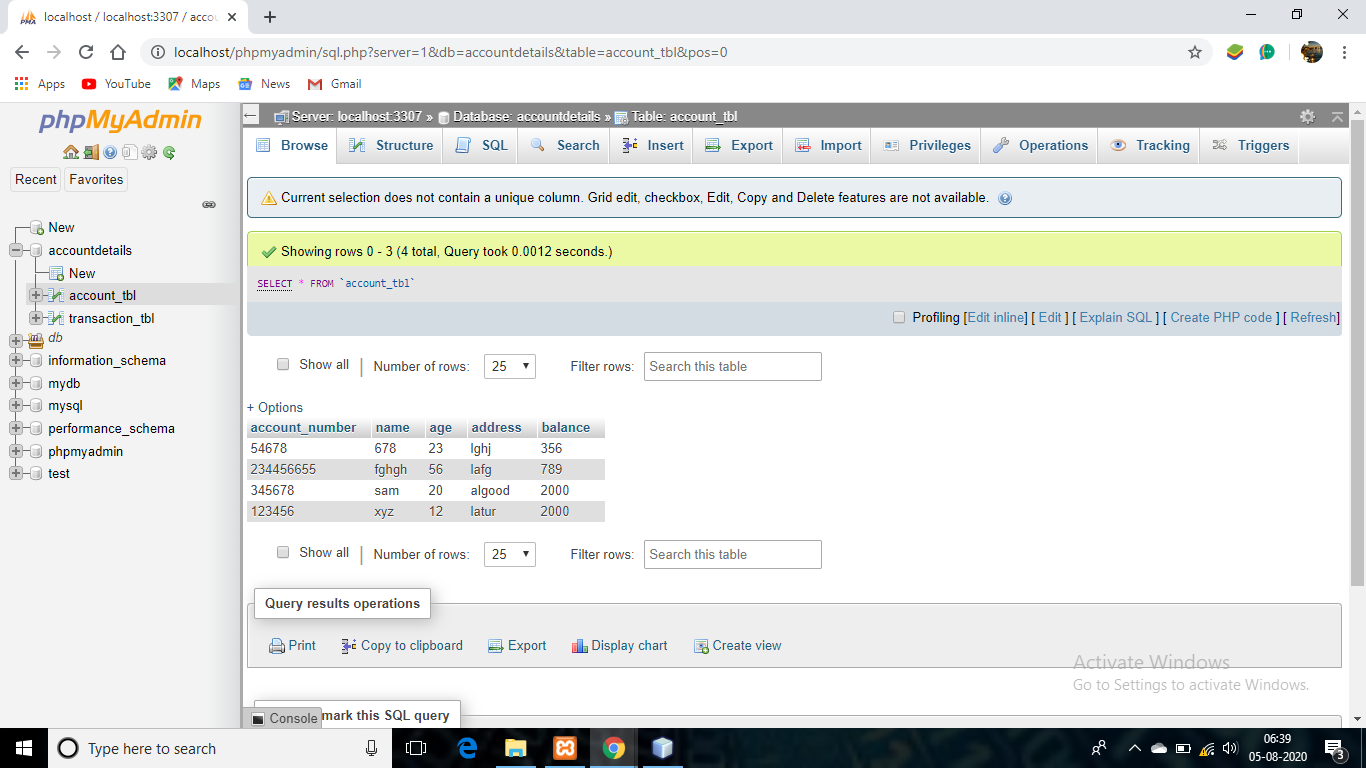 localhost / localhost:3307 / accou
localhost/phpmyadmin/sql.php?server=1&db=accountdetails&table=account_tbl&pos=0
Apps YouTube Maps News Gmail
phpMyAdmin
Recent Favorites
New
accountdetails
New
account_tbl
transaction_tbl
db
information_schema
mydb
mysql
performance_schema
phpmyadmin
test
Server: localhost:3307 » Database: accountdetails » Table: account_tbl
Browse Structure SQL Search Insert Export Import Privileges Operations Tracking Triggers
Current selection does not contain a unique column. Grid edit, checkbox, Edit, Copy and Delete features are not available.
Showing rows 0 - 3 (4 total, Query took 0.0012 seconds.)
SELECT * FROM `account_tbl`
Profiling [Edit inline] [ Edit ] [ Explain SQL ] [ Create PHP code ] [ Refresh]
Show all | Number of rows: 25 Filter rows: Search this table
+ Options
account_number name age address balance
54678 678 23 lghj 356
234456655 fghgh 56 lafg 789
345678 sam 20 algood 2000
123456 xyz 12 latur 2000
Show all | Number of rows: 25 Filter rows: Search this table
Query results operations
Print Copy to clipboard Export Display chart Create view
Activate Windows
Go to Settings to activate Windows.
Console mark this SQL query
Type here to search
06:39
05-08-2020
3